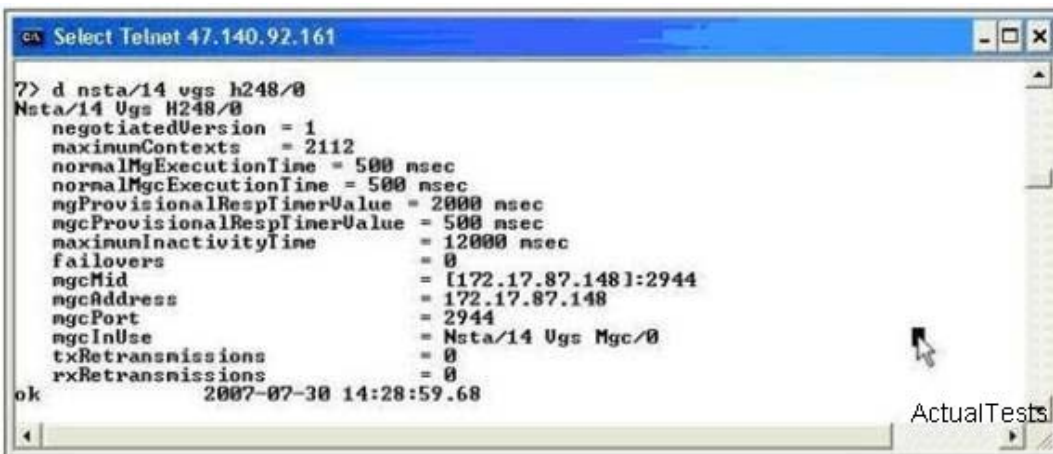 Select Telnet 47.140.92.161
7> d nsta/14 vgs h248/0
Nsta/14 Vgs H248/0
negotiatedVersion = 1
maximumContexts = 2112
normalMgExecutionTime = 500 msec
normalMgcExecutionTime = 500 msec
mgProvisionalRespTimerValue = 2000 msec
mgcProvisionalRespTimerValue = 500 msec
maximumInactivityTime = 12000 msec
failovers = 0
mgcMid = [172.17.87.148]:2944
mgcAddress = 172.17.87.148
mgcPort = 2944
mgcInUse = Nsta/14 Vgs Mgc/0
txRetransmissions = 0
rxRetransmissions = 0
ok 2007-07-30 14:28:59.68
ActualTests